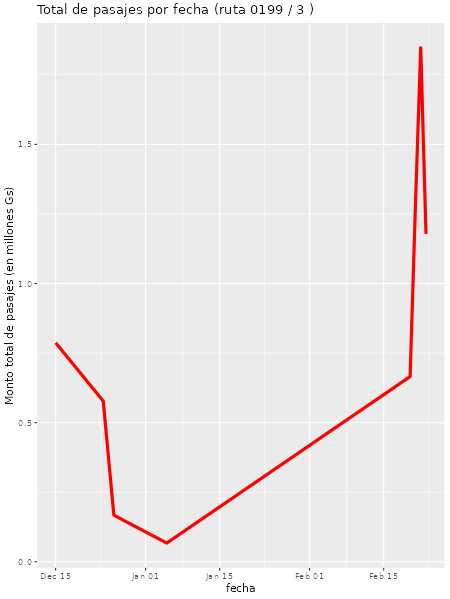 Total de pasajes por fecha (ruta 0199 / 3 )
Monto total de pasajes (en millones Gs)
1.5
1.0
0.5
0.0
Dec 15 Jan 01 Jan 15 Feb 01 Feb 15
fecha